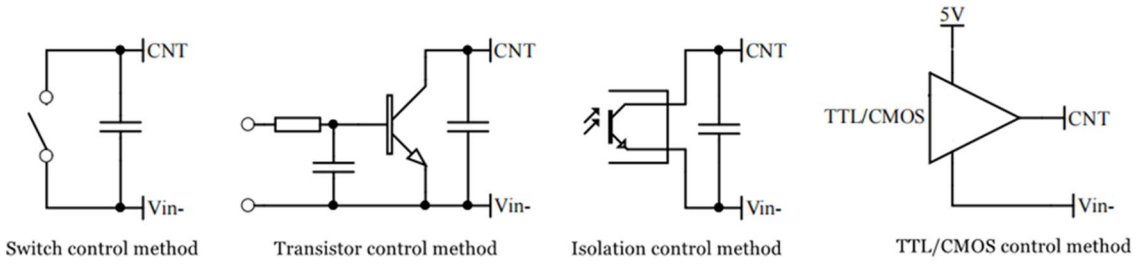 5V
CNT
CNT
CNT
TTL/CMOS
CNT
Vin-
Vin-
Vin-
Vin-
Switch control method
Transistor control method
Isolation control method
TTL/CMOS control method